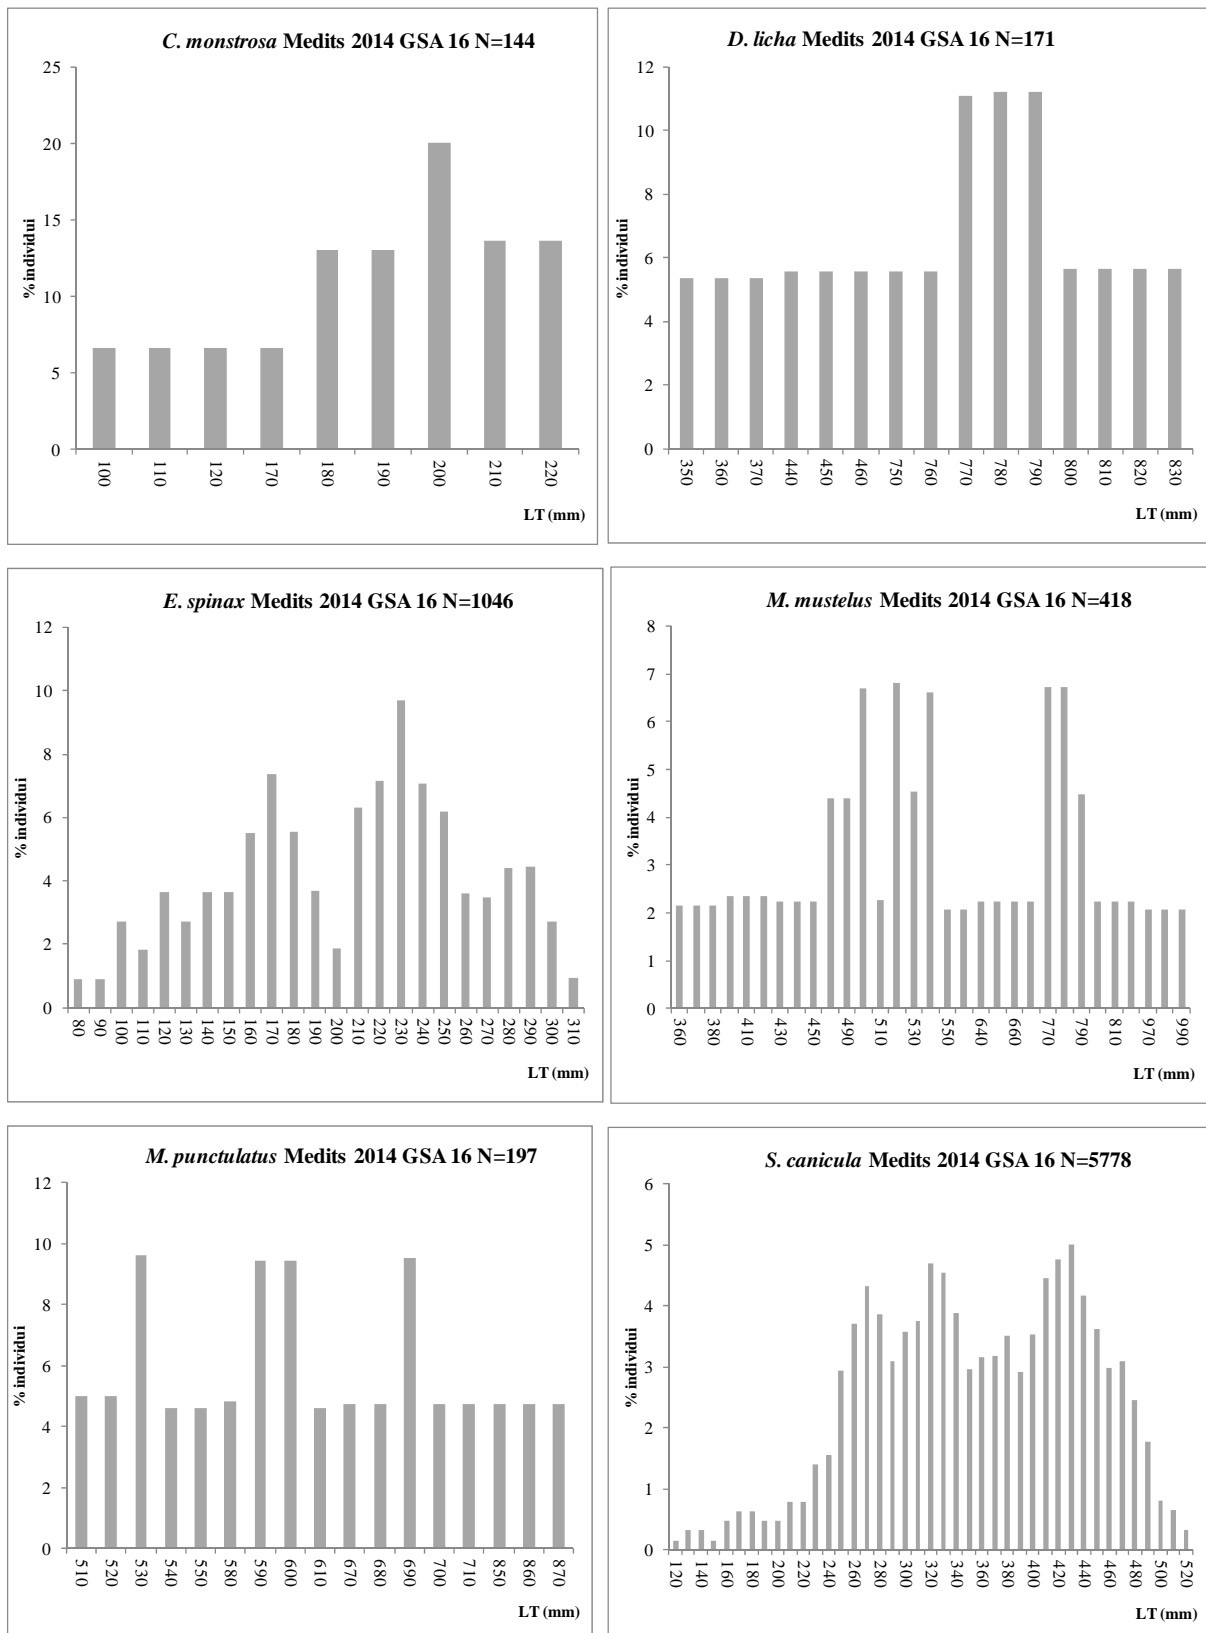 C. monstrosa Medits 2014 GSA 16 N=144
25
20
15
10
5
0
% individui
100 110 120 170 180 190 200 210 220
LT (mm)
D. licha Medits 2014 GSA 16 N=171
12
10
8
6
4
2
0
% individui
350 360 370 440 450 460 750 760 770 780 790 800 810 820 830
LT (mm)
E. spinax Medits 2014 GSA 16 N=1046
12
10
8
6
4
2
0
% individui
80 90 100 110 120 130 140 150 160 170 180 190 200 210 220 230 240 250 260 270 280 290 300 310
LT (mm)
M. mustelus Medits 2014 GSA 16 N=418
8
7
6
5
4
3
2
1
0
% individui
360 380 410 430 450 490 510 530 550 640 660 770 790 810 970 990
LT (mm)
M. punctulatus Medits 2014 GSA 16 N=197
12
10
8
6
4
2
0
% individui
510 520 530 540 550 580 590 600 610 670 680 690 700 710 850 860 870
LT (mm)
S. canicula Medits 2014 GSA 16 N=5778
6
5
4
3
2
1
0
% individui
120 140 160 180 200 220 240 260 280 300 320 340 360 380 400 420 440 460 480 500 520
LT (mm)